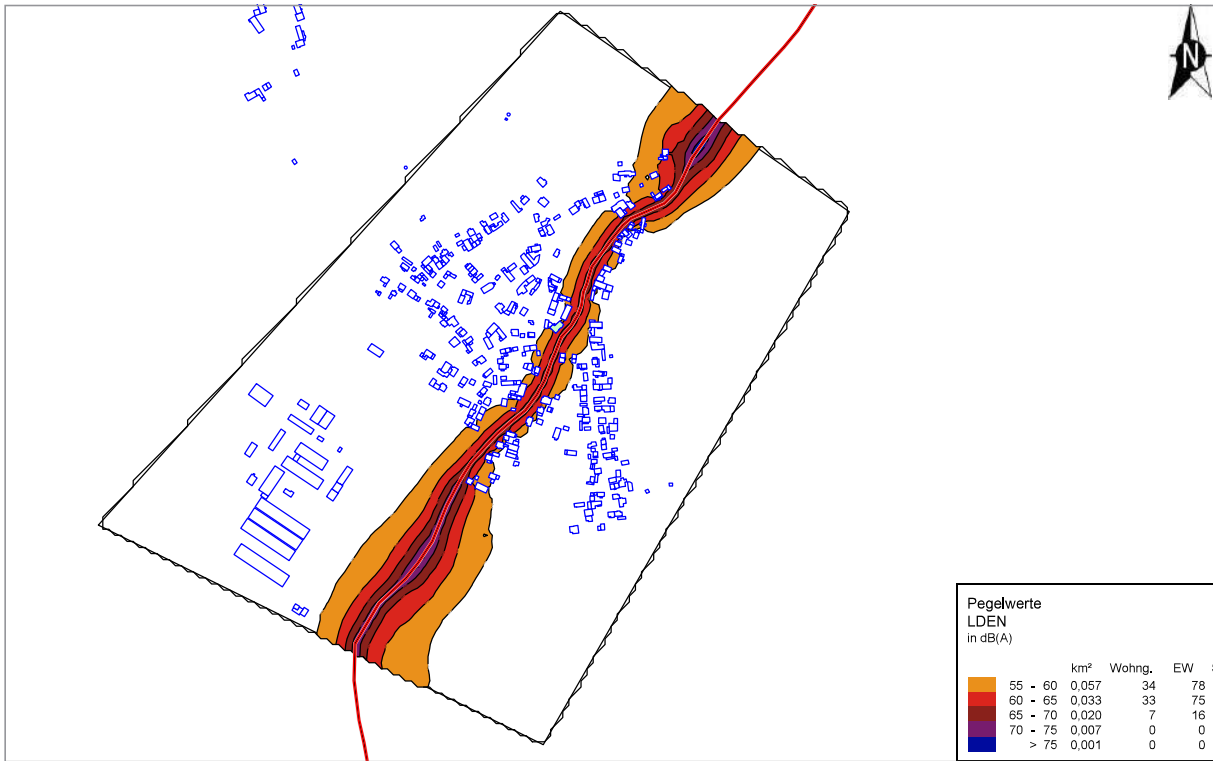 N
Pegelwerte
LDEN
in dB(A)
km² Wohng. EW
55 - 60 0,057 34 78
60 - 65 0,033 33 75
65 - 70 0,020 7 16
70 - 75 0,007 0 0
> 75 0,001 0 0